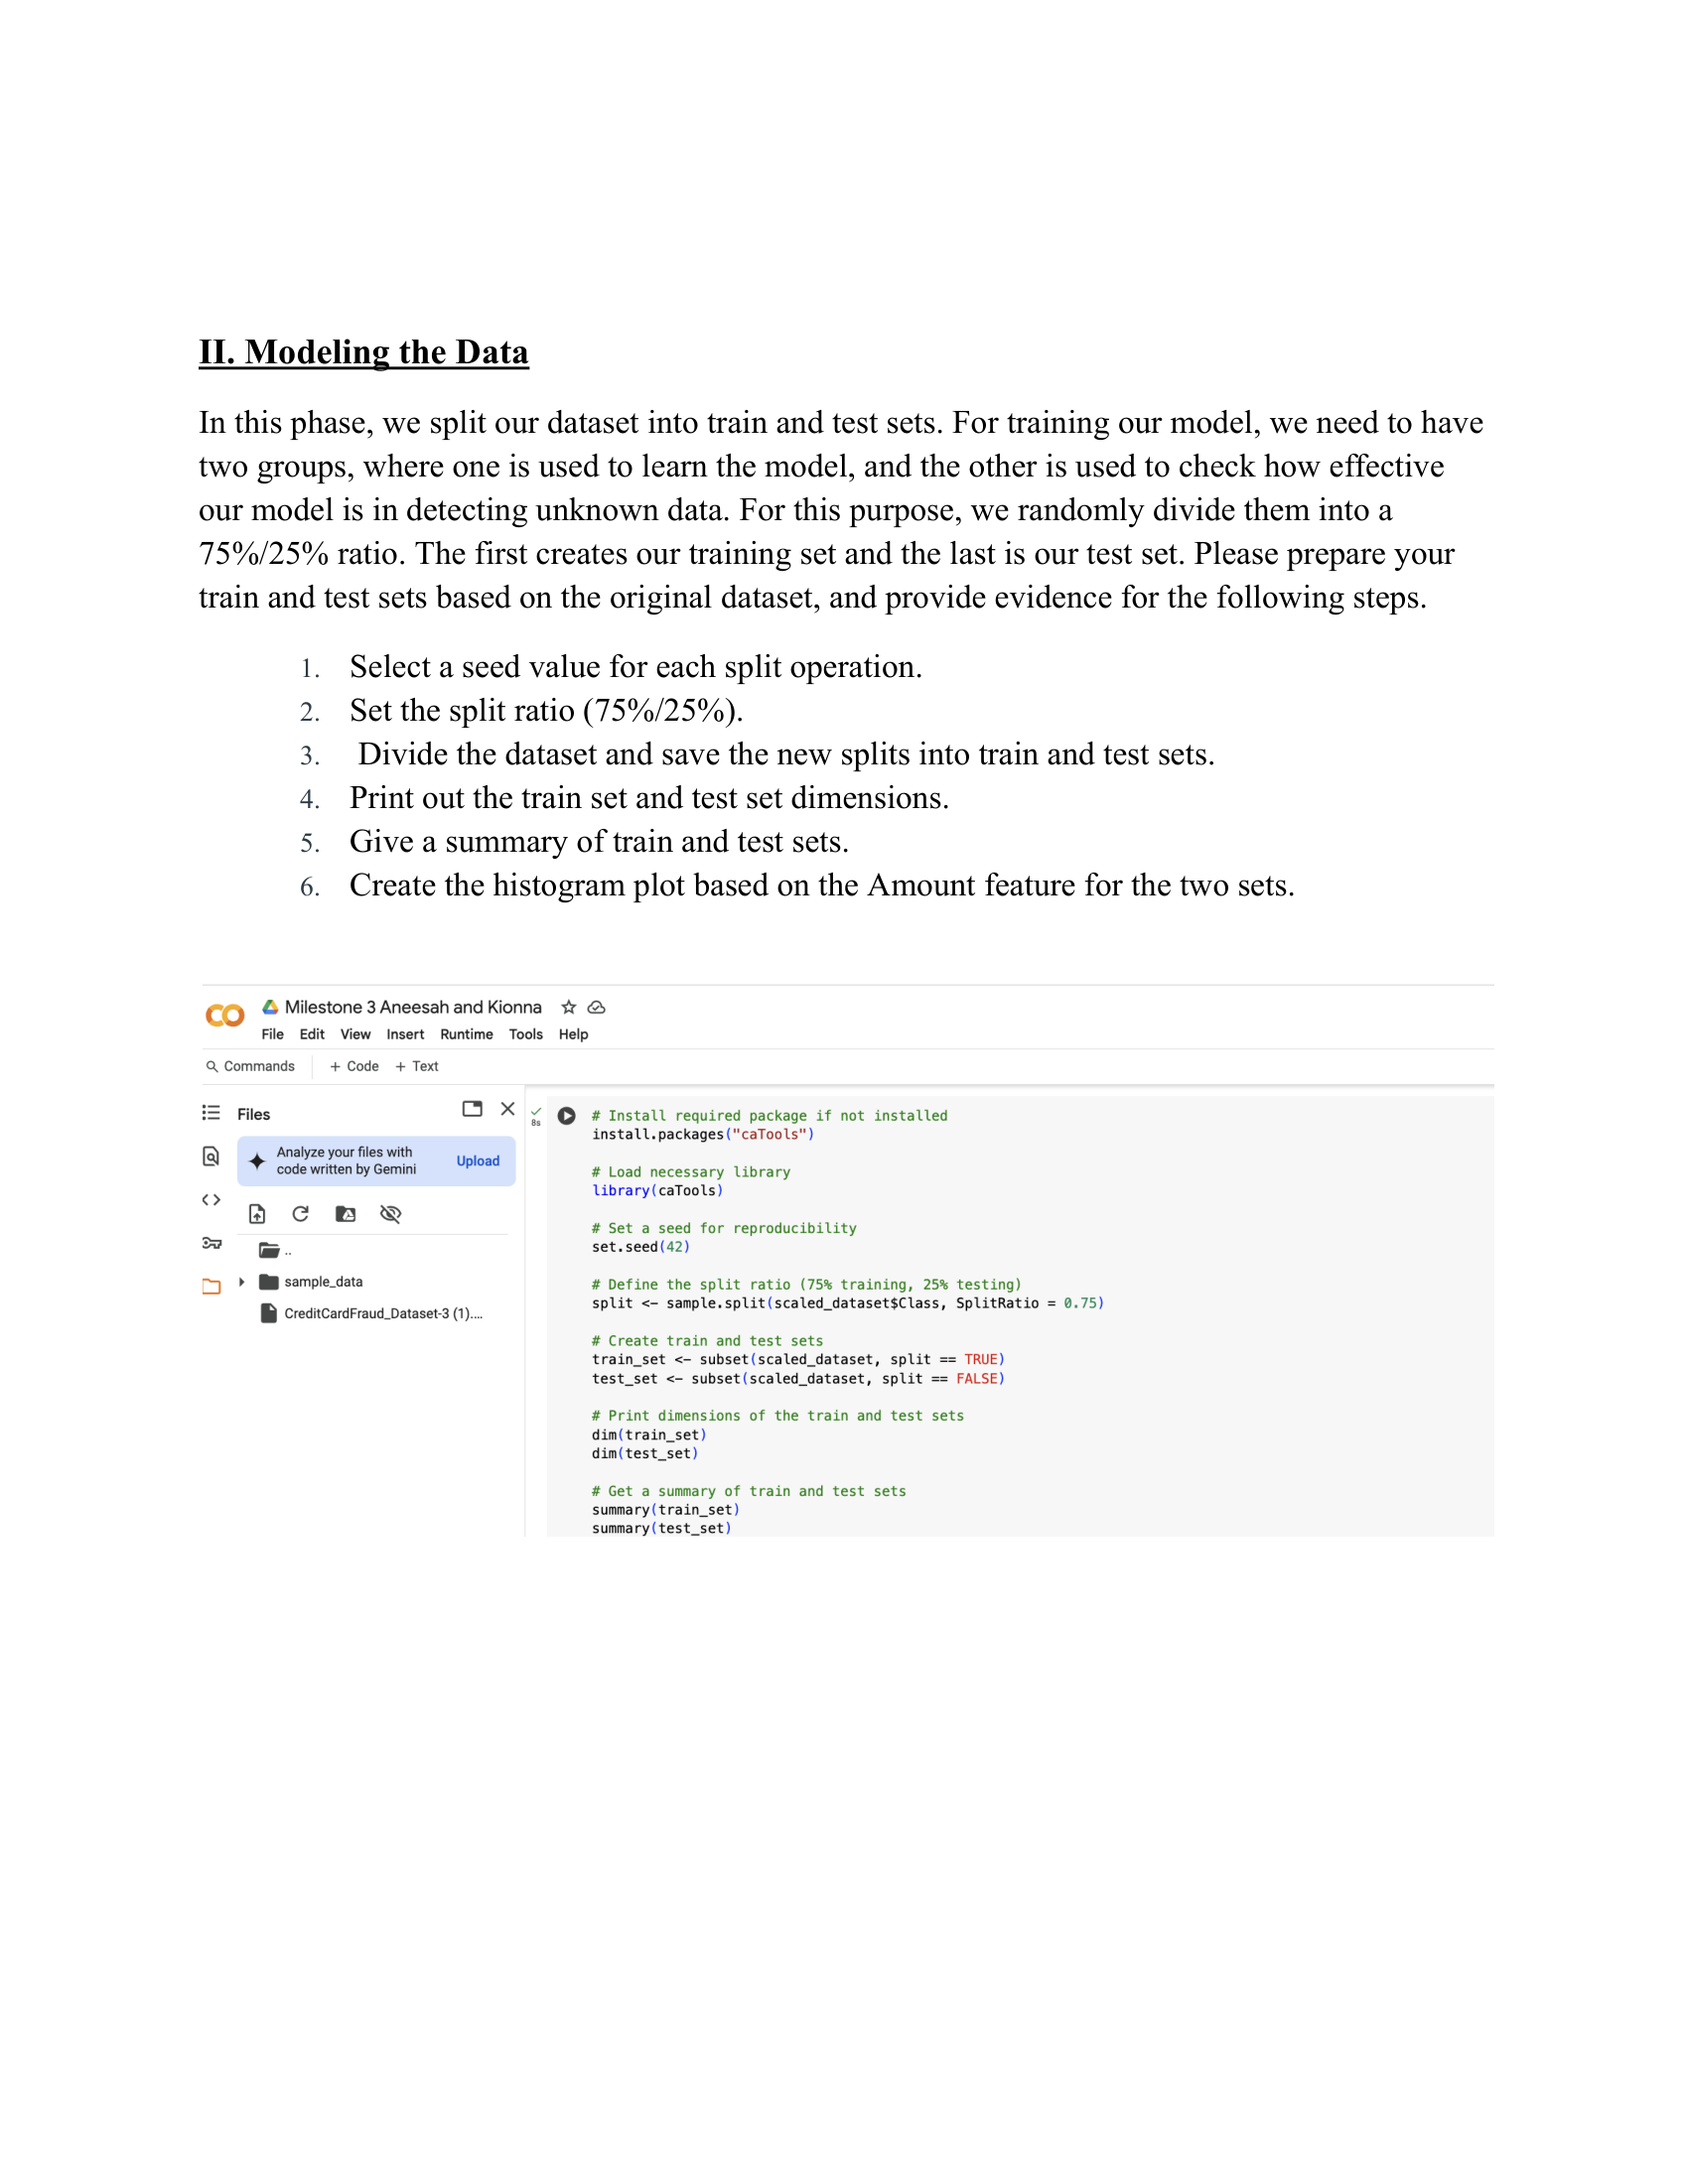 II. Modeling the Data
In this phase, we split our dataset into train and test sets. For training our model, we need to have
two groups, where one is used to learn the model, and the other is used to check how effective
our model is in detecting unknown data. For this purpose, we randomly divide them into a
75%/25% ratio. The first creates our training set and the last is our test set. Please prepare your
train and test sets based on the original dataset, and provide evidence for the following steps.
1. Select a seed value for each split operation.
2. Set the split ratio (75%/25%).
3. Divide the dataset and save the new splits into train and test sets.
4. Print out the train set and test set dimensions.
5. Give a summary of train and test sets.
6. Create the histogram plot based on the Amount feature for the two sets.
CO Milestone 3 Aneesah and Kionna
File Edit View Insert Runtime Tools Help
Commands + Code + Text
Files
Analyze your files with
code written by Gemini
Upload
..
sample_data
CreditCardFraud_Dataset-3 (1)....
8s
# Install required package if not installed
install.packages("caTools")
# Load necessary library
library(caTools)
# Set a seed for reproducibility
set.seed(42)
# Define the split ratio (75% training, 25% testing)
split <- sample.split(scaled_dataset$Class, SplitRatio = 0.75)
# Create train and test sets
train_set <- subset(scaled_dataset, split == TRUE)
test_set <- subset(scaled_dataset, split == FALSE)
# Print dimensions of the train and test sets
dim(train_set)
dim(test_set)
# Get a summary of train and test sets
summary(train_set)
summary(test_set)